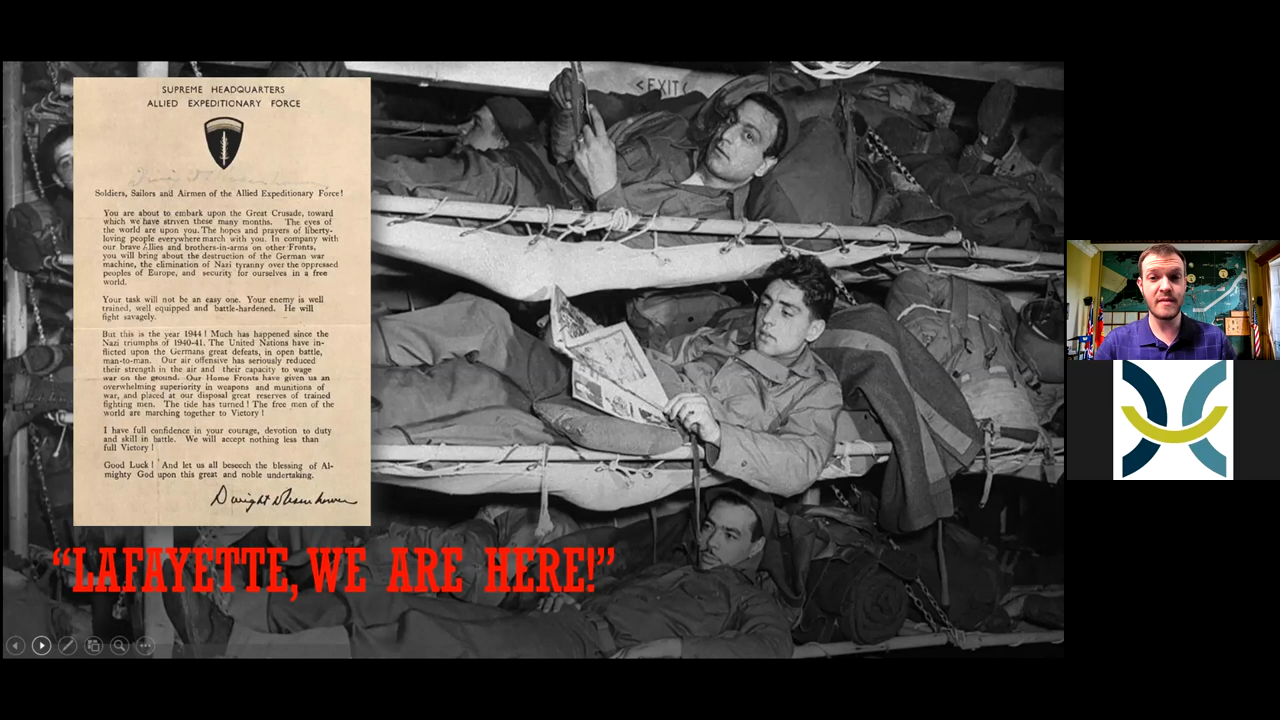 SUPREME HEADQUARTERS
ALLIED EXPEDITIONARY FORCE
Soldiers, Sailors and Airmen of the Allied Expeditionary Force!
You are about to embark upon the Great Crusade, toward
which we have striven these many months. The eyes of
the world are upon you. The hopes and prayers of liberty-
loving people everywhere march with you. In company with
our brave Allies and brothers-in-arms on other Fronts,
you will bring about the destruction of the German war
machine, the elimination of Nazi tyranny over the oppressed
peoples of Europe, and security for ourselves in a free
world.
Your task will not be an easy one. Your enemy is well
trained, well equipped and battle-hardened. He will
fight savagely.
But this is the year 1944! Much has happened since the
Nazi triumphs of 1940-41. The United Nations have in-
flicted upon the Germans great defeats, in open battle,
man-to-man. Our air offensive has seriously reduced
their strength in the air and their capacity to wage
war on the ground. Our Home Fronts have given us an
overwhelming superiority in weapons and munitions of
war, and placed at our disposal great reserves of trained
fighting men. The tide has turned! The free men of the
world are marching together to Victory!
I have full confidence in your courage, devotion to duty
and skill in battle. We will accept nothing less than
full Victory!
Good Luck! And let us all beseech the blessing of Al-
mighty God upon this great and noble undertaking.
Dwight D Eisenhower
<EXIT
“LAFAYETTE, WE ARE HERE!”